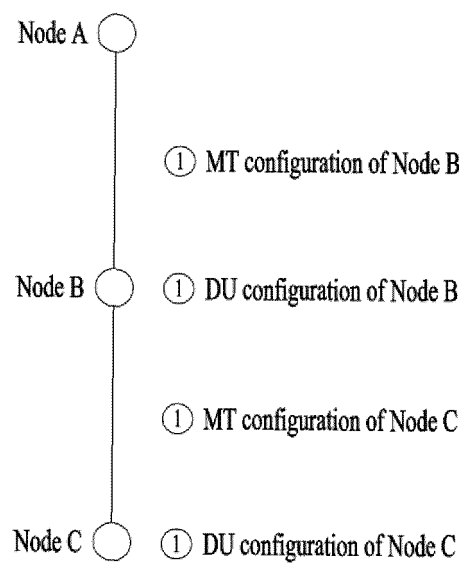 Node A
① MT configuration of Node B
Node B ① DU configuration of Node B
① MT configuration of Node C
Node C ① DU configuration of Node C